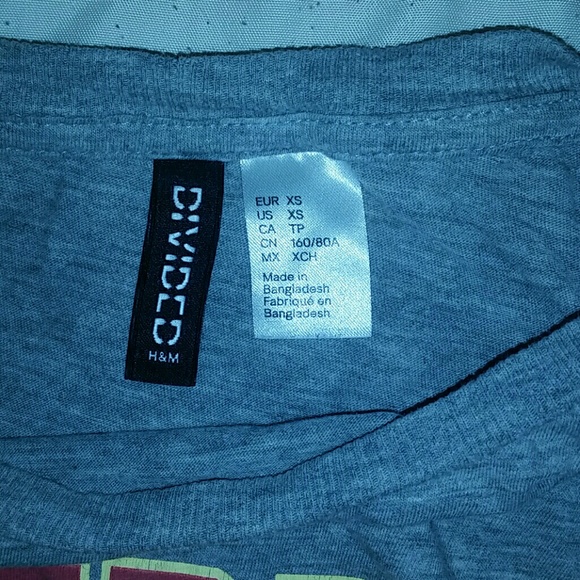 DIVIDED
H&M
EUR XS
US XS
CA TP
CN 160/80A
MX XCH
Made in
Bangladesh
Fabriqué en
Bangladesh